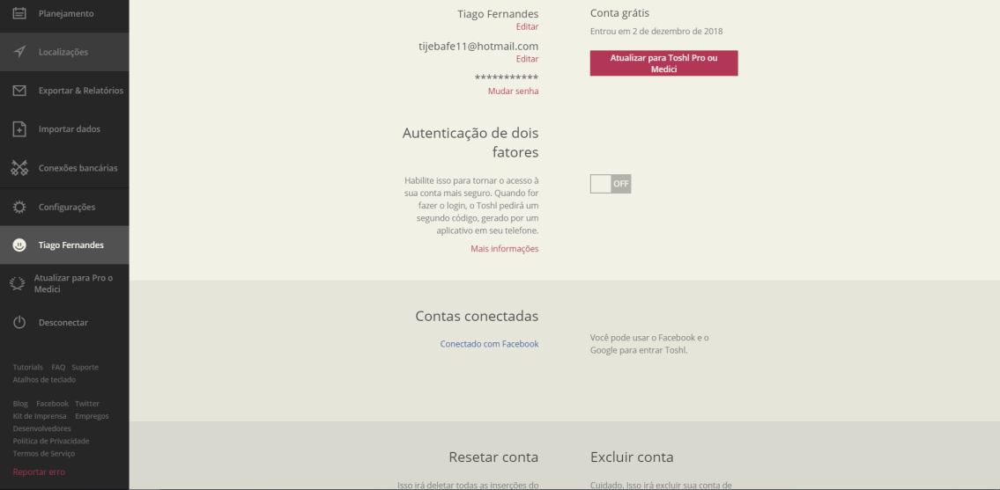 Planejamento
Localizações
Exportar & Relatórios
Importar dados
Conexões bancárias
Configurações
Tiago Fernandes
Atualizar para Pro o
Medici
Desconectar
Tutorials FAQ Suporte
Atalhos de teclado
Blog Facebook Twitter
Kit de Imprensa Empregos
Desenvolvedores
Política de Privacidade
Termos de Serviço
Reportar erro
Tiago Fernandes
Editar
tijebafe11@hotmail.com
Editar
***********
Mudar senha
Conta grátis
Entrou em 2 de dezembro de 2018
Atualizar para Toshl Pro ou
Medici
Autenticação de dois
fatores
Habilite isso para tornar o acesso à
sua conta mais seguro. Quando for
fazer o login, o Toshl pedirá um
segundo código, gerado por um
aplicativo em seu telefone.
Mais informações
OFF
Contas conectadas
Conectado com Facebook
Você pode usar o Facebook e o
Google para entrar Toshl.
Resetar conta
Isso irá deletar todas as inserções do
Excluir conta
Cuidado. Isso irá excluir sua conta de